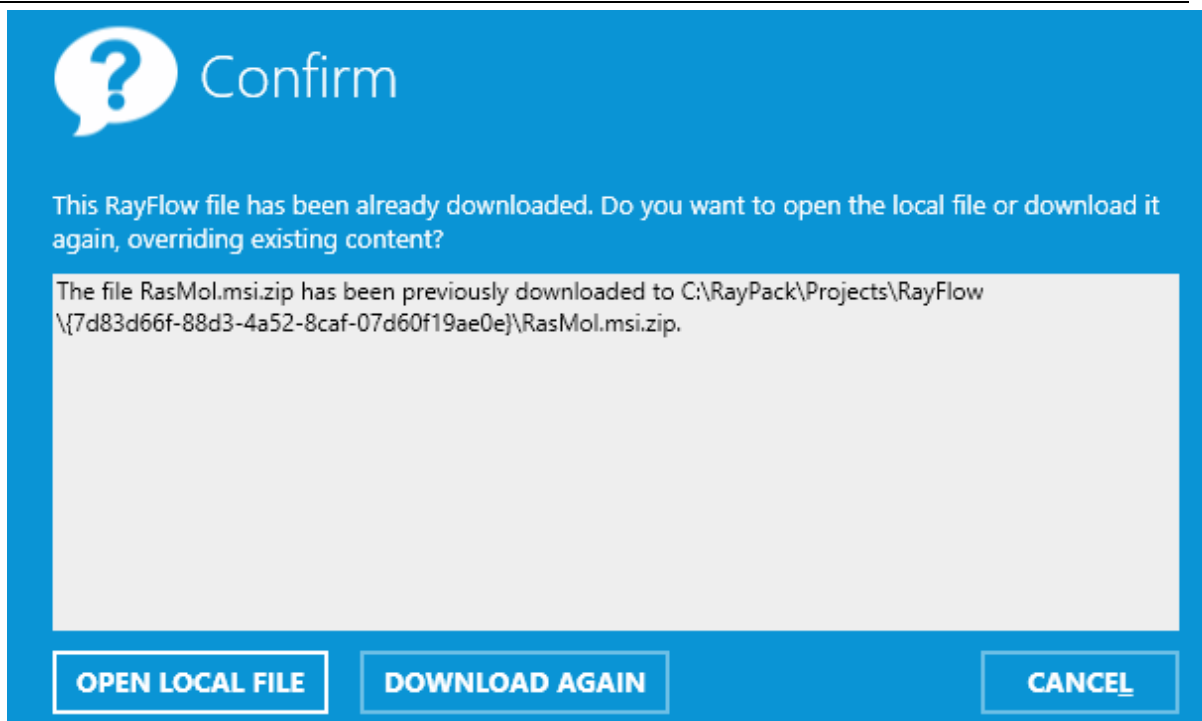 ?
Confirm
This RayFlow file has been already downloaded. Do you want to open the local file or download it
again, overriding existing content?
The file RasMol.msi.zip has been previously downloaded to C:\RayPack\Projects\RayFlow
\{7d83d66f-88d3-4a52-8caf-07d60f19ae0e}\RasMol.msi.zip.
OPEN LOCAL FILE DOWNLOAD AGAIN CANCEL